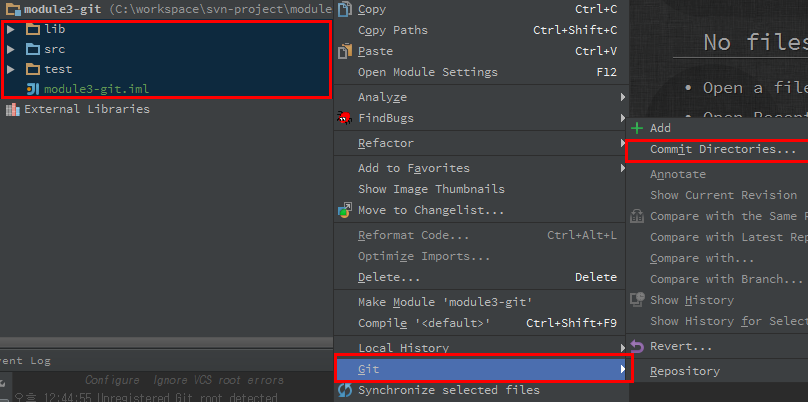 module3-git (C:\workspace\svn-project\module
lib
src
test
module3-git.iml
External Libraries
Copy Ctrl+C
Copy Paths Ctrl+Shift+C
Paste Ctrl+V
Open Module Settings F12
Analyze
FindBugs
Refactor
Add to Favorites
Show Image Thumbnails
Move to Changelist...
Reformat Code... Ctrl+Alt+L
Optimize Imports...
Delete... Delete
Make Module 'module3-git'
Compile '<default>' Ctrl+Shift+F9
Local History
Git
Synchronize selected files
No files
• Open a file
• Open Recent
Add
Commit Directories...
Annotate
Show Current Revision
Compare with the Same R
Compare with Latest Rep
Compare with...
Compare with Branch...
Show History
Show History for Select
Revert...
Repository
vent Log
Configure Ignore VCS root errors
오후 12:44:55 Unregistered Git root detected